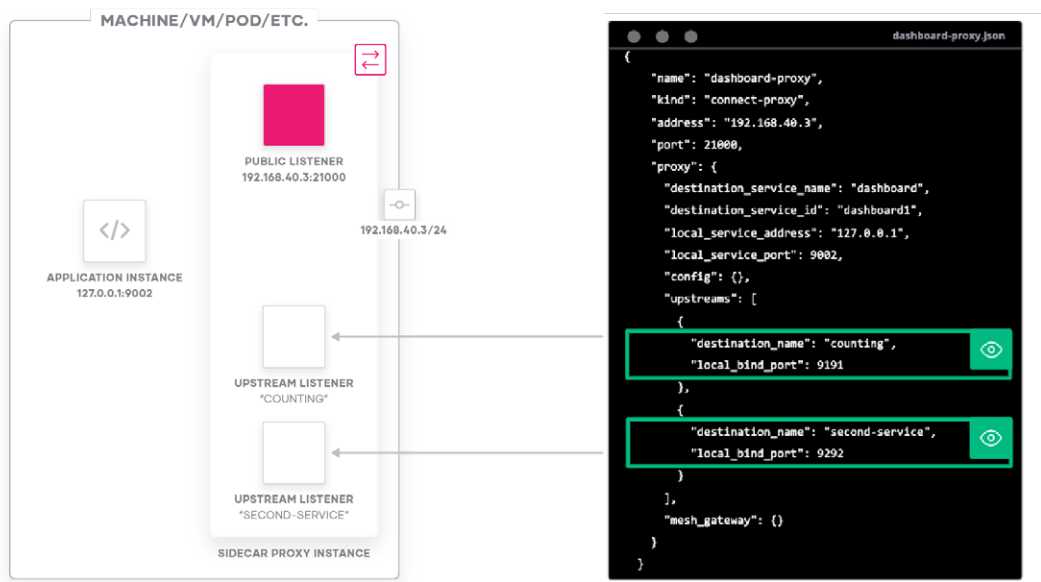 MACHINE/VM/POD/ETC.
PUBLIC LISTENER
192.168.40.3:21000
192.168.40.3/24
</>
APPLICATION INSTANCE
127.0.0.1:9002
UPSTREAM LISTENER
"COUNTING"
UPSTREAM LISTENER
"SECOND-SERVICE"
SIDECAR PROXY INSTANCE
dashboard-proxy.json
{
"name": "dashboard-proxy",
"kind": "connect-proxy",
"address": "192.168.40.3",
"port": 21000,
"proxy": {
"destination_service_name": "dashboard",
"destination_service_id": "dashboard1",
"local_service_address": "127.0.0.1",
"local_service_port": 9002,
"config": {},
"upstreams": [
{
"destination_name": "counting",
"local_bind_port": 9191
},
{
"destination_name": "second-service",
"local_bind_port": 9292
}
],
"mesh_gateway": {}
}
}